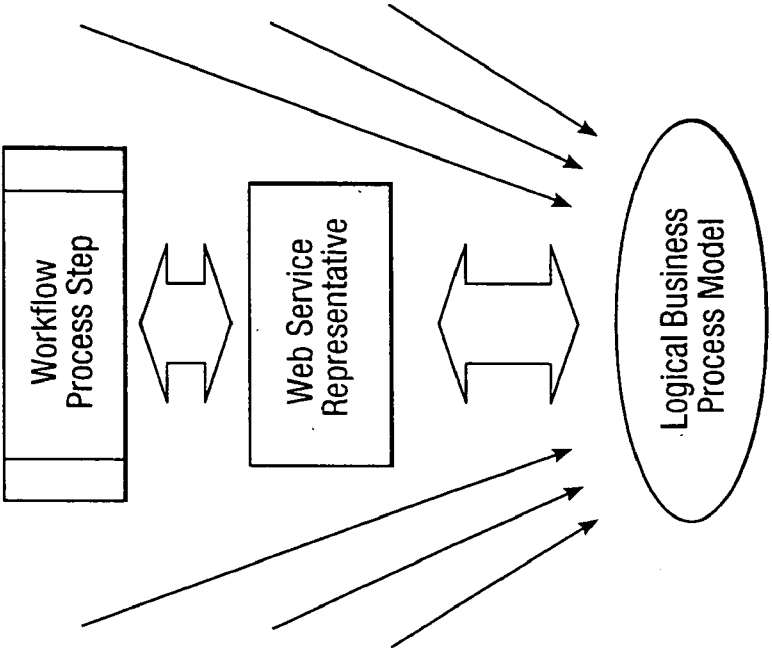 Workflow
Process Step
Web Service
Representative
Logical Business
Process Model